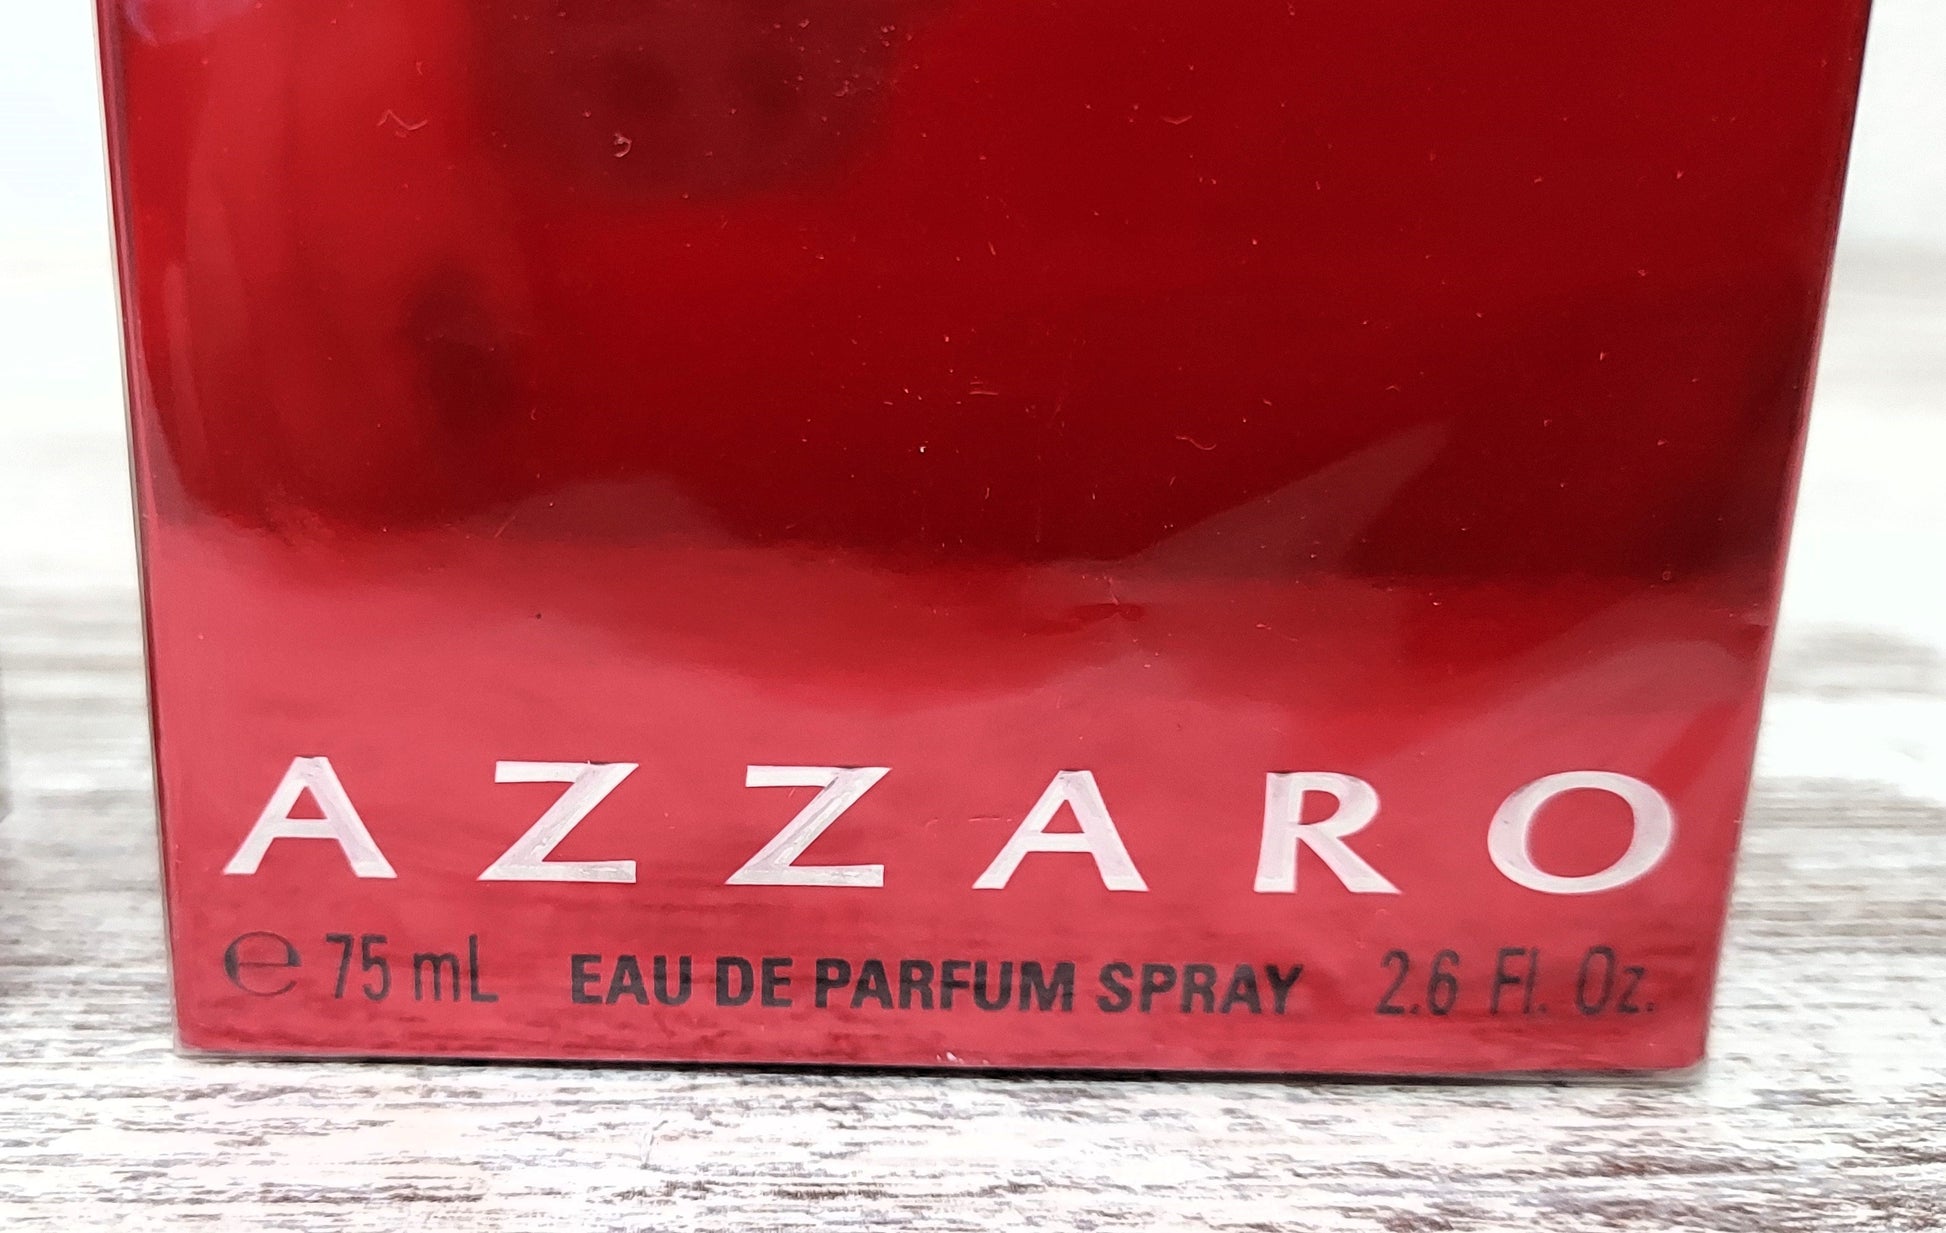 AZZARO
℮ 75 mL EAU DE PARFUM SPRAY 2.6 Fl. Oz.